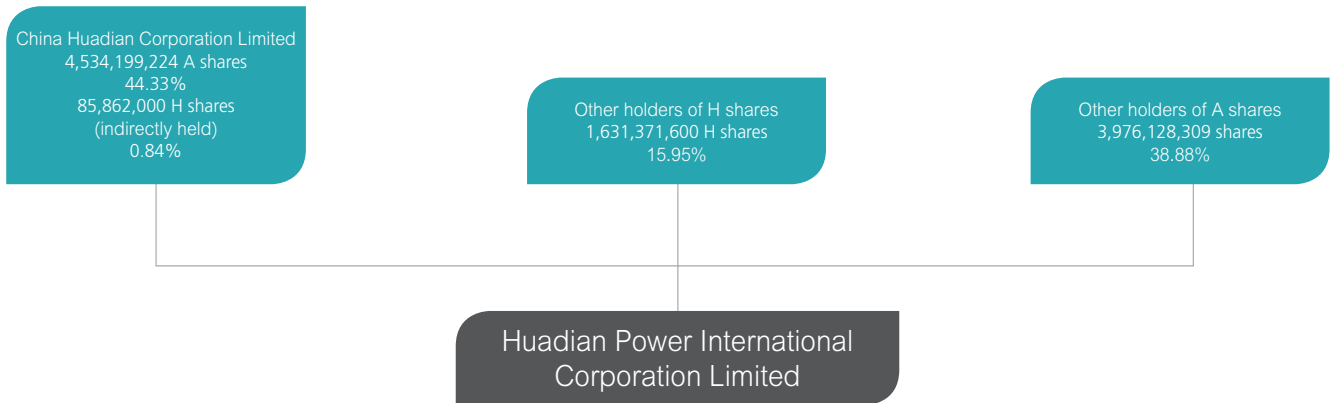 China Huadian Corporation Limited
4,534,199,224 A shares
44.33%
85,862,000 H shares
(indirectly held)
0.84%
Other holders of H shares
1,631,371,600 H shares
15.95%
Other holders of A shares
3,976,128,309 shares
38.88%
Huadian Power International
Corporation Limited